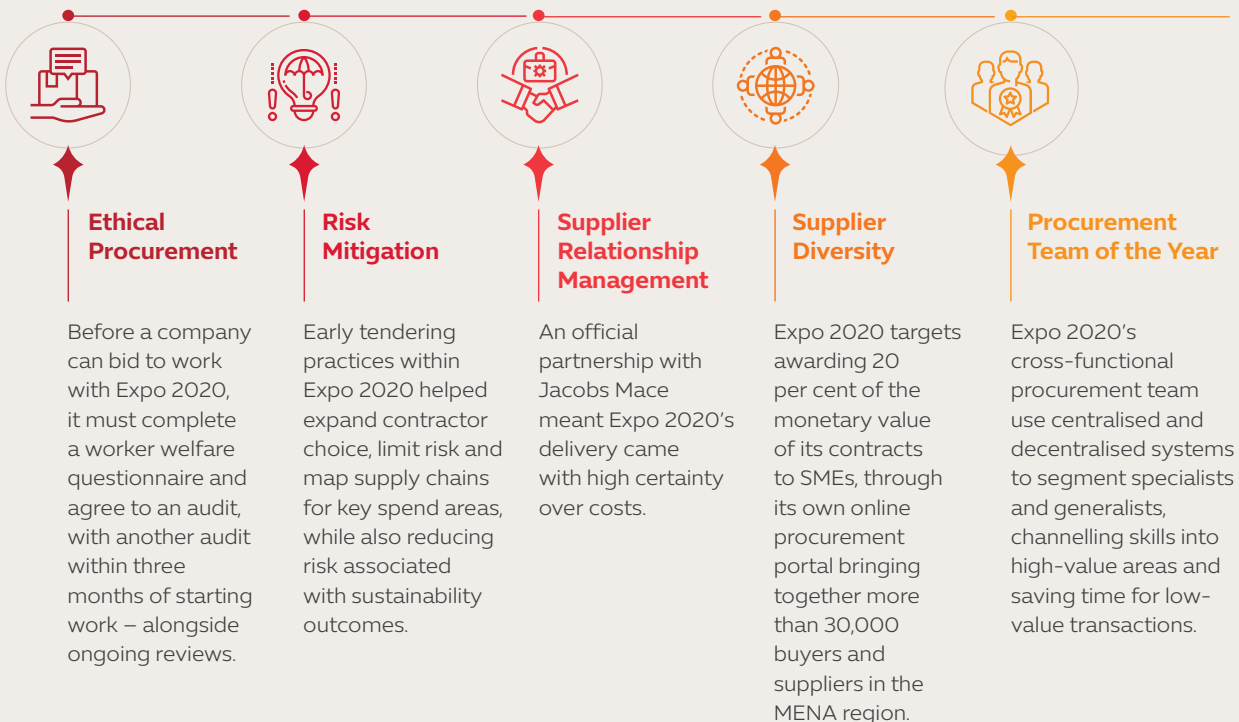 Ethical
Procurement
Before a company
can bid to work
with Expo 2020,
it must complete
a worker welfare
questionnaire and
agree to an audit,
with another audit
within three
months of starting
work – alongside
ongoing reviews.
Risk
Mitigation
Early tendering
practices within
Expo 2020 helped
expand contractor
choice, limit risk and
map supply chains
for key spend areas,
while also reducing
risk associated
with sustainability
outcomes.
Supplier
Relationship
Management
An official
partnership with
Jacobs Mace
meant Expo 2020's
delivery came
with high certainty
over costs.
Supplier
Diversity
Expo 2020 targets
awarding 20
per cent of the
monetary value
of its contracts
to SMEs, through
its own online
procurement
portal bringing
together more
than 30,000
buyers and
suppliers in the
MENA region.
Procurement
Team of the Year
Expo 2020's
cross-functional
procurement team
use centralised and
decentralised systems
to segment specialists
and generalists,
channelling skills into
high-value areas and
saving time for low-
value transactions.